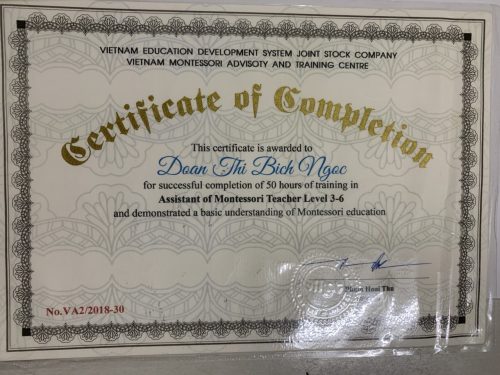 VIETNAM EDUCATION DEVELOPMENT SYSTEM JOINT STOCK COMPANY
VIETNAM MONTESSORI ADVISOTY AND TRAINING CENTRE
Certificate of Completion
This certificate is awarded to
Doan Thi Bich Ngoc
for successful completion of 50 hours of training in
Assistant of Montessori Teacher Level 3-6
and demonstrated a basic understanding of Montessori education
Hoai Thu
No.VA2/2018-30